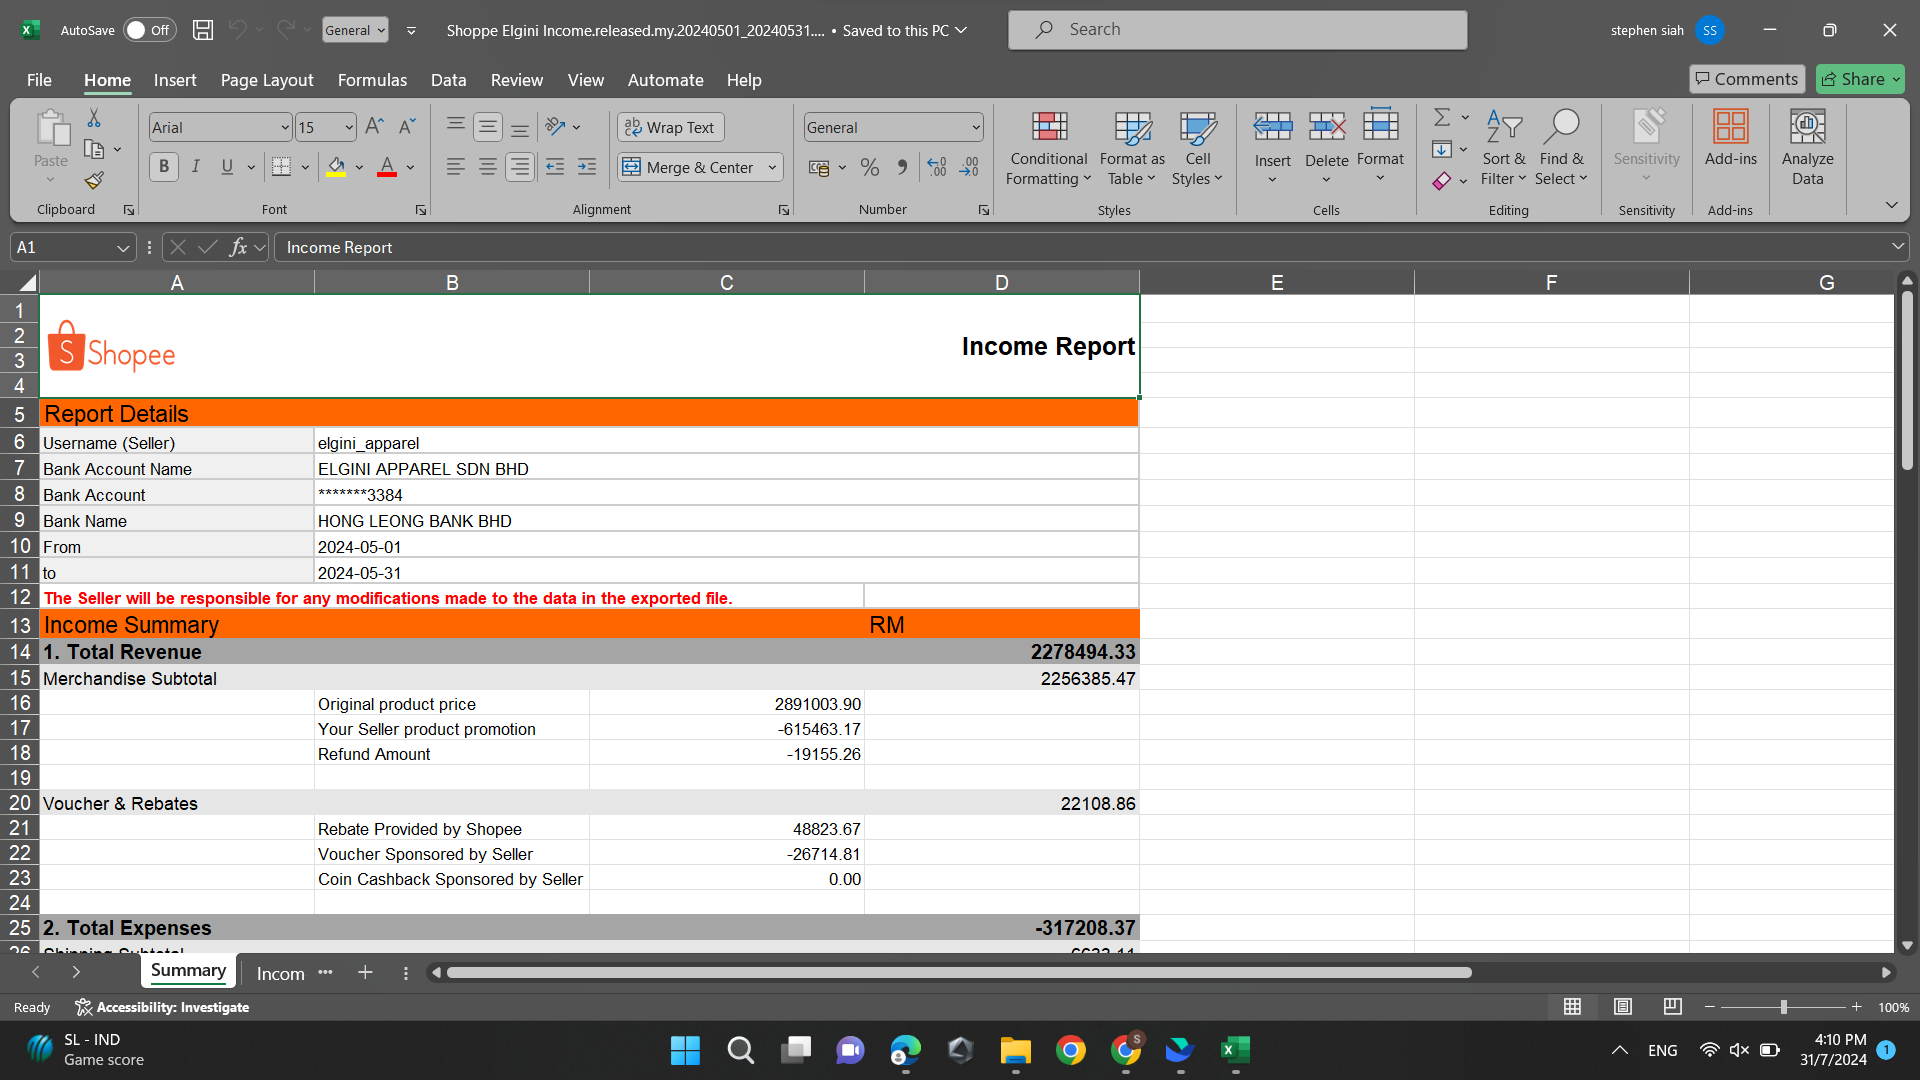 AutoSave Off General Shoppe Elgini Income.released.my.20240501_20240531.... • Saved to this PC Search stephen siah SS
File Home Insert Page Layout Formulas Data Review View Automate Help Comments Share
Paste Arial 15 Wrap Text General Conditional Formatting Format as Table Cell Styles Insert Delete Format Sort & Filter Find & Select Sensitivity Add-ins Analyze Data
B I U Merge & Center
Clipboard Font Alignment Number Styles Cells Editing Sensitivity Add-ins
A1 fx Income Report
A B C D E F G
1
2 Shopee Income Report
3
4
5 Report Details
6 Username (Seller) elgini_apparel
7 Bank Account Name ELGINI APPAREL SDN BHD
8 Bank Account *******3384
9 Bank Name HONG LEONG BANK BHD
10 From 2024-05-01
11 to 2024-05-31
12 The Seller will be responsible for any modifications made to the data in the exported file.
13 Income Summary RM
14 1. Total Revenue 2278494.33
15 Merchandise Subtotal 2256385.47
16 Original product price 2891003.90
17 Your Seller product promotion -615463.17
18 Refund Amount -19155.26
19
20 Voucher & Rebates 22108.86
21 Rebate Provided by Shopee 48823.67
22 Voucher Sponsored by Seller -26714.81
23 Coin Cashback Sponsored by Seller 0.00
24
25 2. Total Expenses -317208.37
26 Shipping Subtotal
Summary Incom ...
Ready Accessibility: Investigate 100%
SL - IND
Game score
ENG
4:10 PM
31/7/2024
1